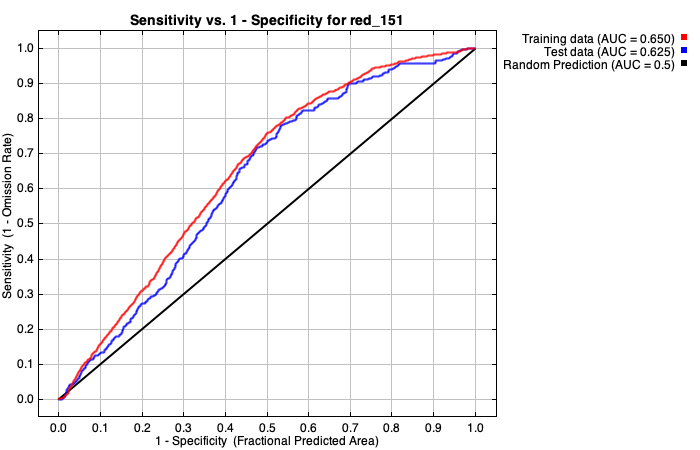 Sensitivity vs. 1 - Specificity for red_151
Training data (AUC = 0.650)
Test data (AUC = 0.625)
Random Prediction (AUC = 0.5)
Sensitivity (1 - Omission Rate)
1.0
0.9
0.8
0.7
0.6
0.5
0.4
0.3
0.2
0.1
0.0
0.0 0.1 0.2 0.3 0.4 0.5 0.6 0.7 0.8 0.9 1.0
1 - Specificity (Fractional Predicted Area)